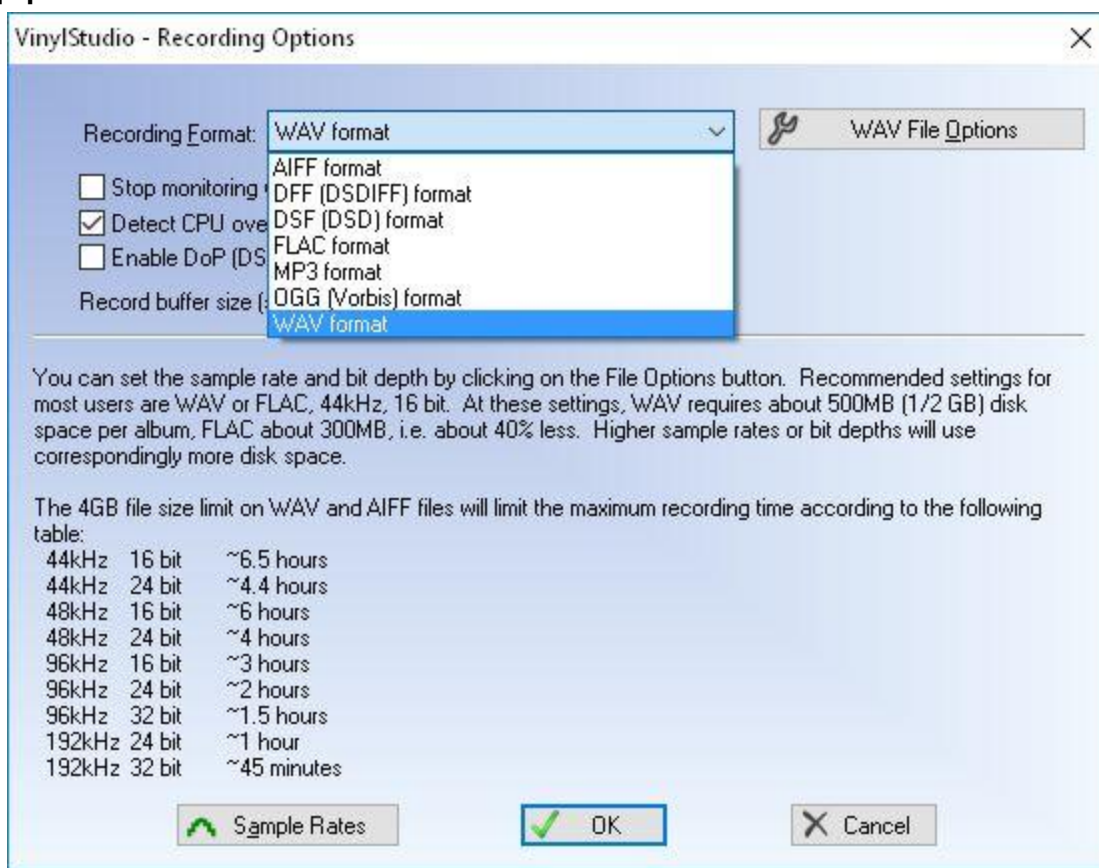 VinylStudio - Recording Options
Recording Format: WAV format WAV File Options
AIFF format
Stop monitoring DFF (DSDIFF) format
Detect CPU ove DSF (DSD) format
FLAC format
Enable DoP (DS
MP3 format
OGG (Vorbis) format
Record buffer size (
WAV format
You can set the sample rate and bit depth by clicking on the File Options button. Recommended settings for
most users are WAV or FLAC, 44kHz, 16 bit. At these settings, WAV requires about 500MB (1/2 GB) disk
space per album, FLAC about 300MB, i.e. about 40% less. Higher sample rates or bit depths will use
correspondingly more disk space.
The 4GB file size limit on WAV and AIFF files will limit the maximum recording time according to the following
table:
44kHz 16 bit ~6.5 hours
44kHz 24 bit ~4.4 hours
48kHz 16 bit ~6 hours
48kHz 24 bit ~4 hours
96kHz 16 bit ~3 hours
96kHz 24 bit ~2 hours
96kHz 32 bit ~1.5 hours
192kHz 24 bit ~1 hour
192kHz 32 bit ~45 minutes
Sample Rates OK Cancel